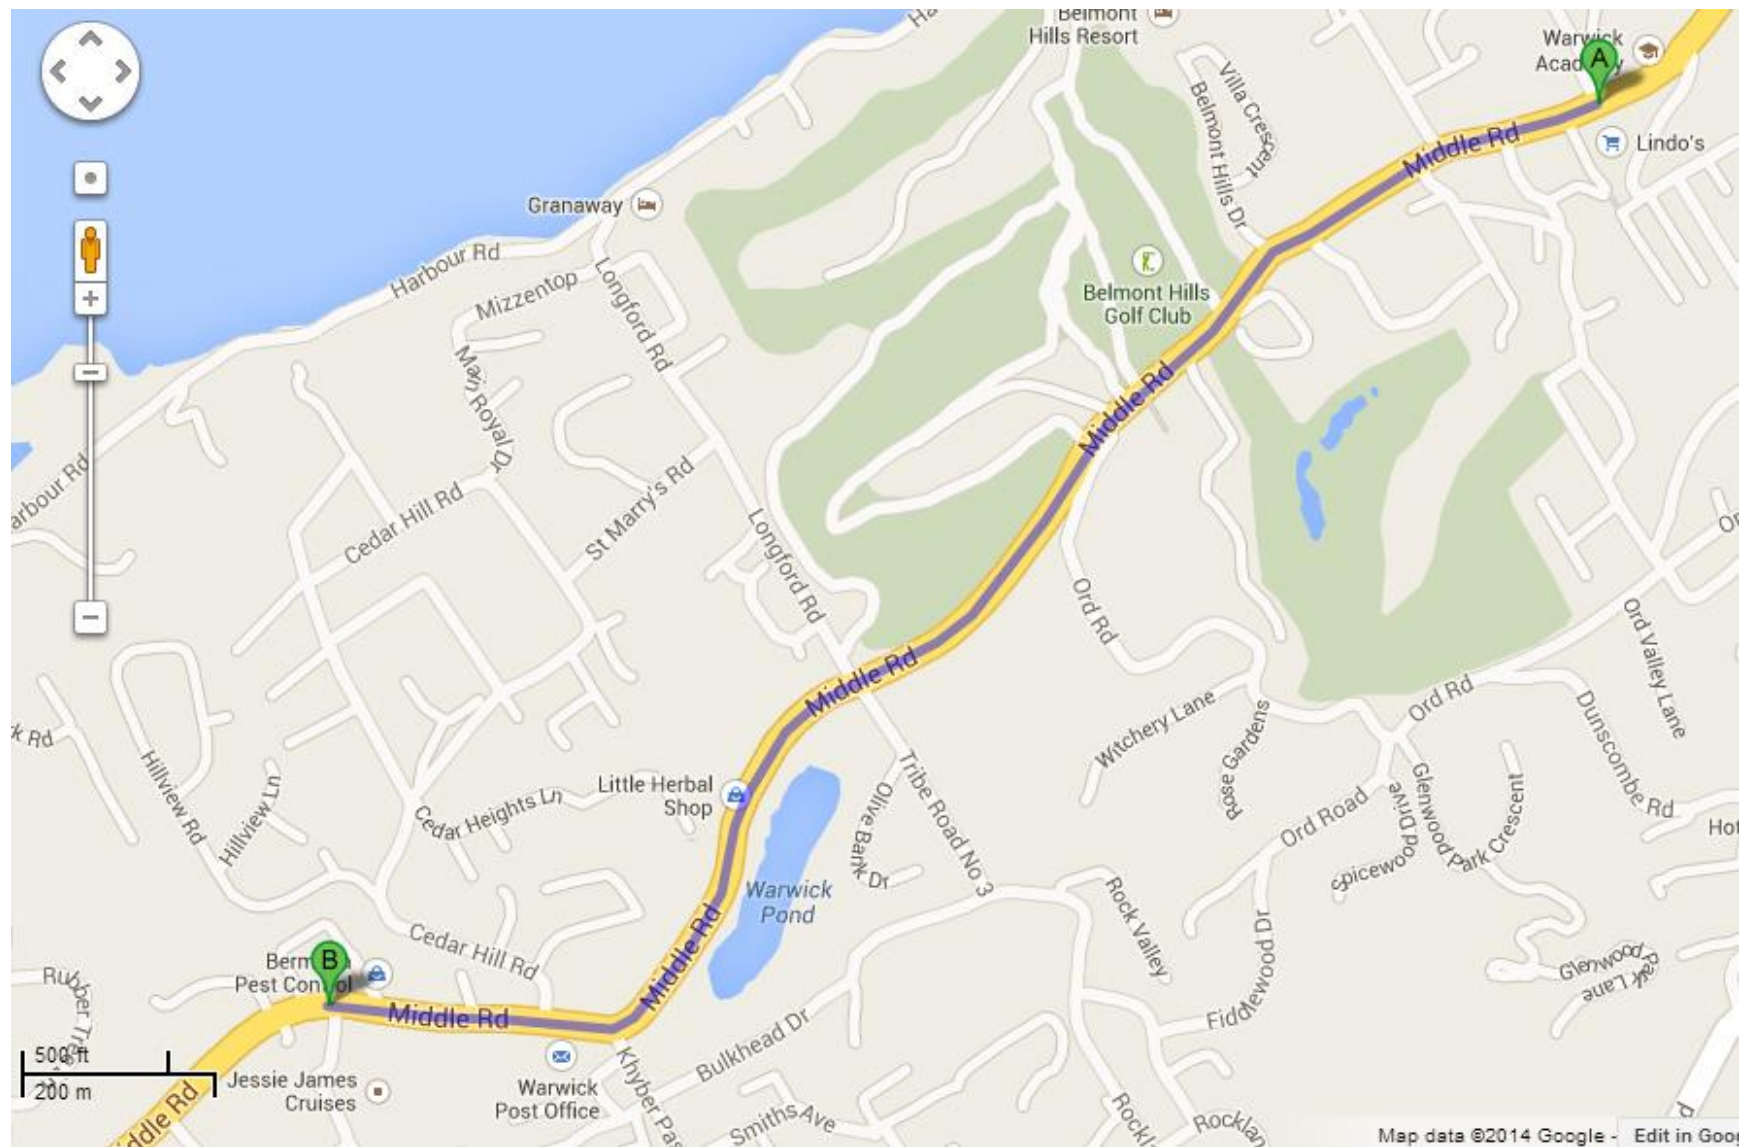 Belmont
Hills Resort
Warwick
A
Lindo's
Villa Crescent
Belmont Hills Dr
Middle Rd
Granaway
Harbour Rd
Mizzentop
Longford Rd
Belmont Hills
Golf Club
Main Royal Dr
Middle Rd
Harbour Rd
Cedar Hill Rd
St Marry's Rd
Longford Rd
Ord Rd
Ord Valley Lane
Middle Rd
Ord Rd
Witchery Lane
Rose Gardens
Dunscombe Rd
Hillview Rd
Hillview Ln
Cedar Heights Ln
Little Herbal
Shop
Olive Bank Dr
Tribe Road No 3
Ord Road
Spicewood Drive
Glenwood Park Crescent
Warwick
Pond
Rock Valley
Fiddlewood Dr
Glenwood Park Lane
Middle Rd
Cedar Hill Rd
B
Pest Control
Middle Rd
Bulkhead Dr
500 ft
200 m
Jessie James
Cruises
Warwick
Post Office
Khyber Pas
Smiths Ave
Map data ©2014 Google - Edit in Goo